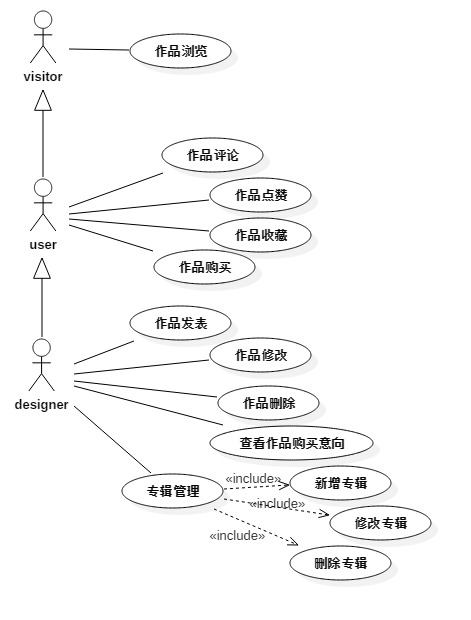 作品浏览
visitor
作品评论
作品点赞
作品收藏
user
作品购买
作品发表
作品修改
designer
作品删除
查看作品购买意向
«include»
新增专辑
专辑管理
«include»
修改专辑
«include»
删除专辑